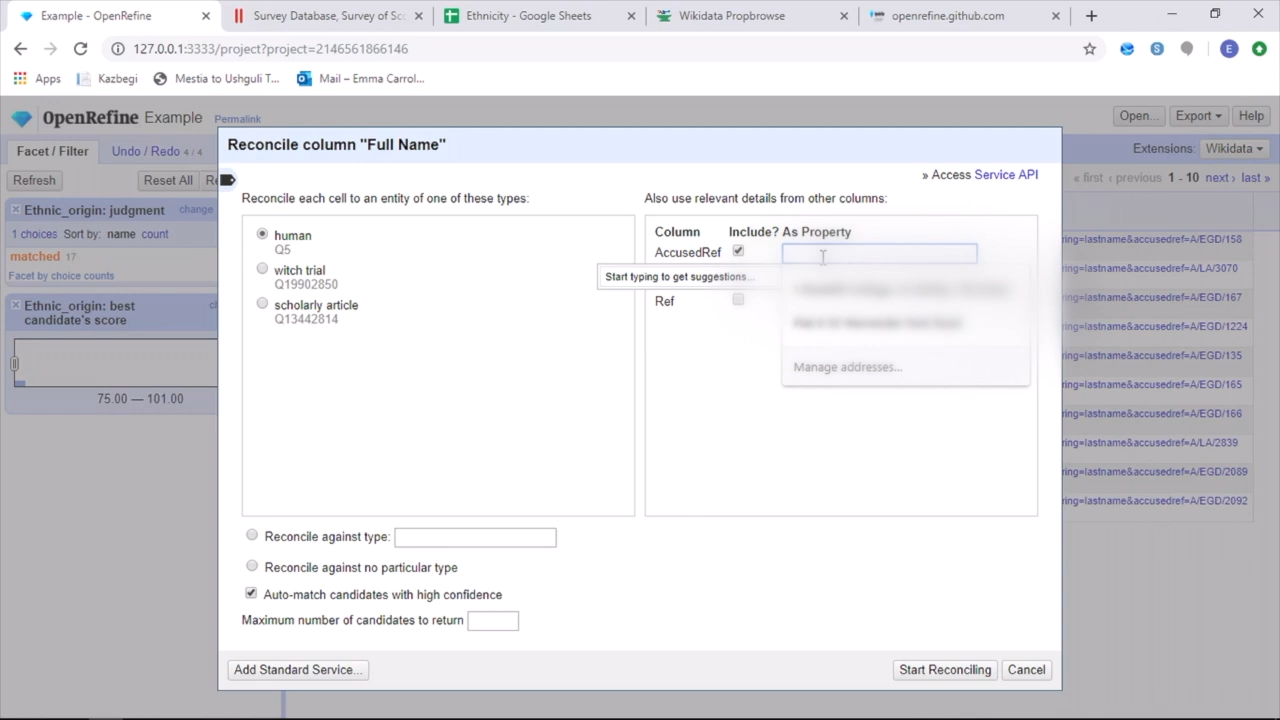 Example - OpenRefine
Survey Database, Survey of Sc
Ethnicity - Google Sheets
Wikidata Propbrowse
openrefine.github.com
127.0.0.1:3333/project?project=2146561866146
E
Apps
Kazbegi
Mestia to Ushguli T...
Mail – Emma Carrol...
OpenRefine Example Permalink
Open...
Export
Help
Facet / Filter
Undo / Redo 4 / 4
Extensions: Wikidata
Refresh
Reset All
Re
« first ‹ previous 1 - 10 next › last »
Ethnic_origin: judgment change
1 choices Sort by: name count
matched 17
Facet by choice counts
Ethnic_origin: best candidate's score
75.00 — 101.00
Reconcile column "Full Name"
» Access Service API
Reconcile each cell to an entity of one of these types:
human
Q5
witch trial
Q19902850
scholarly article
Q13442814
Also use relevant details from other columns:
Column Include? As Property
AccusedRef
Start typing to get suggestions...
Ref
Manage addresses...
Reconcile against type:
Reconcile against no particular type
Auto-match candidates with high confidence
Maximum number of candidates to return
Add Standard Service...
Start Reconciling
Cancel
ring=lastname&accusedref=A/EGD/158
ring=lastname&accusedref=A/LA/3070
ring=lastname&accusedref=A/EGD/167
ring=lastname&accusedref=A/EGD/1224
ring=lastname&accusedref=A/EGD/135
ring=lastname&accusedref=A/EGD/165
ring=lastname&accusedref=A/EGD/166
ring=lastname&accusedref=A/LA/2839
ring=lastname&accusedref=A/EGD/2089
ring=lastname&accusedref=A/EGD/2092